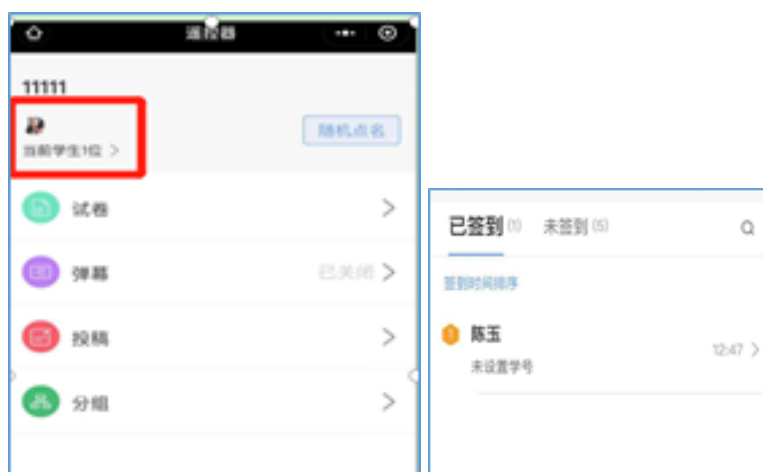 遥控器
11111
当前学生1位 >
随机点名
试卷
弹幕 已关闭
投稿
分组
已签到(1) 未签到(5)
签到时间排序
1 陈玉
12:47
未设置学号